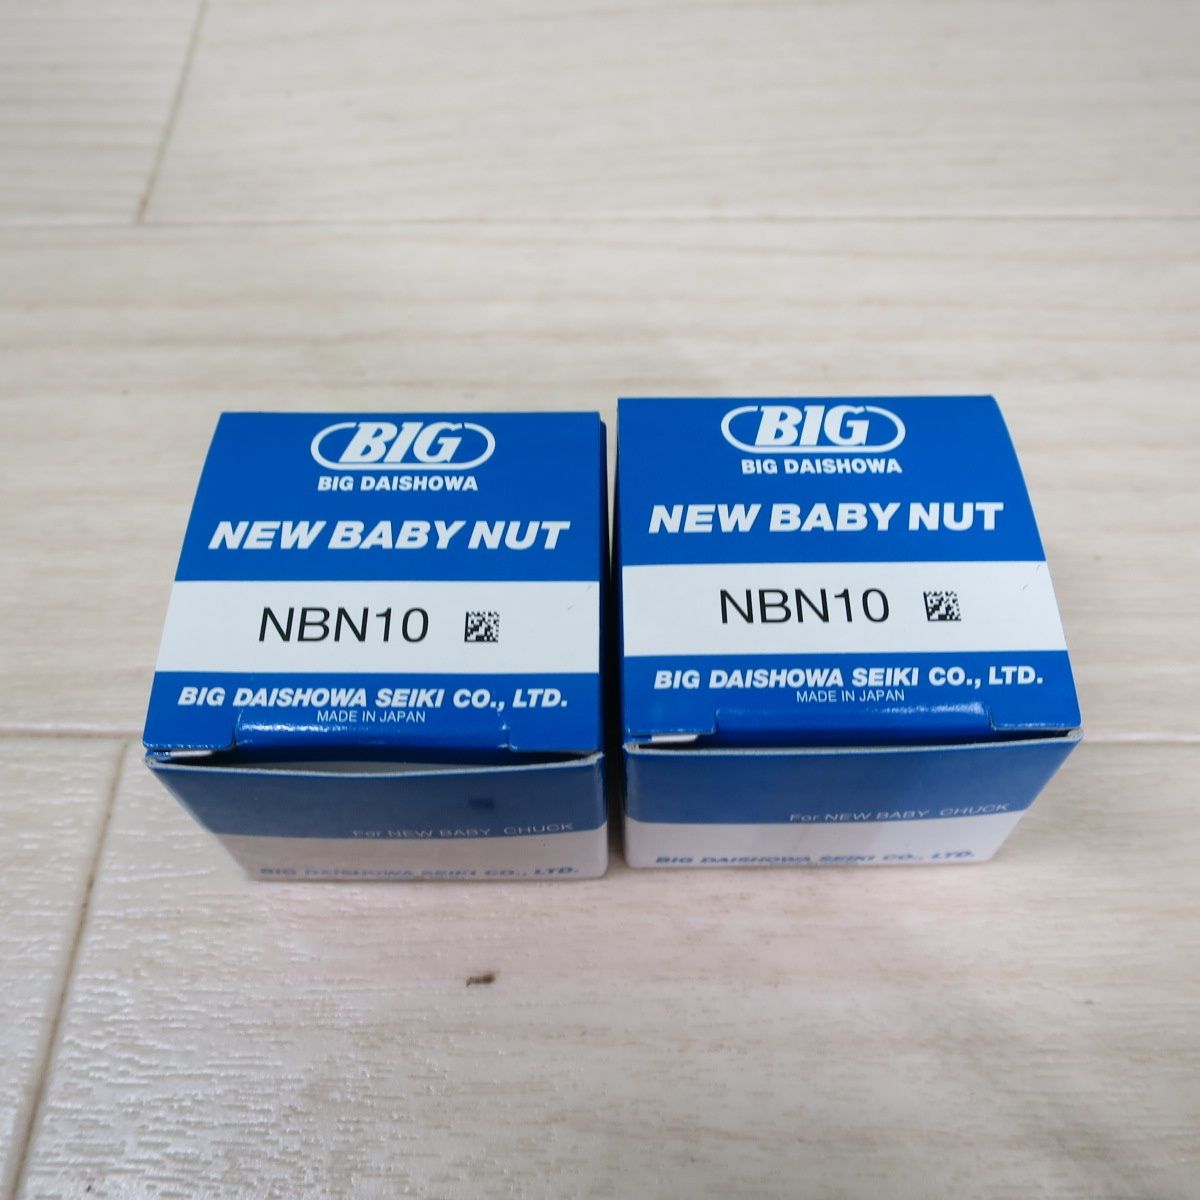 BIG
BIG DAISHOWA
NEW BABY NUT
NBN10
BIG DAISHOWA SEIKI CO., LTD.
MADE IN JAPAN
For NEW BABY CHUCK
BIG DAISHOWA SEIKI CO., LTD.
BIG
BIG DAISHOWA
NEW BABY NUT
NBN10
BIG DAISHOWA SEIKI CO., LTD.
MADE IN JAPAN
For NEW BABY CHUCK
BIG DAISHOWA SEIKI CO., LTD.